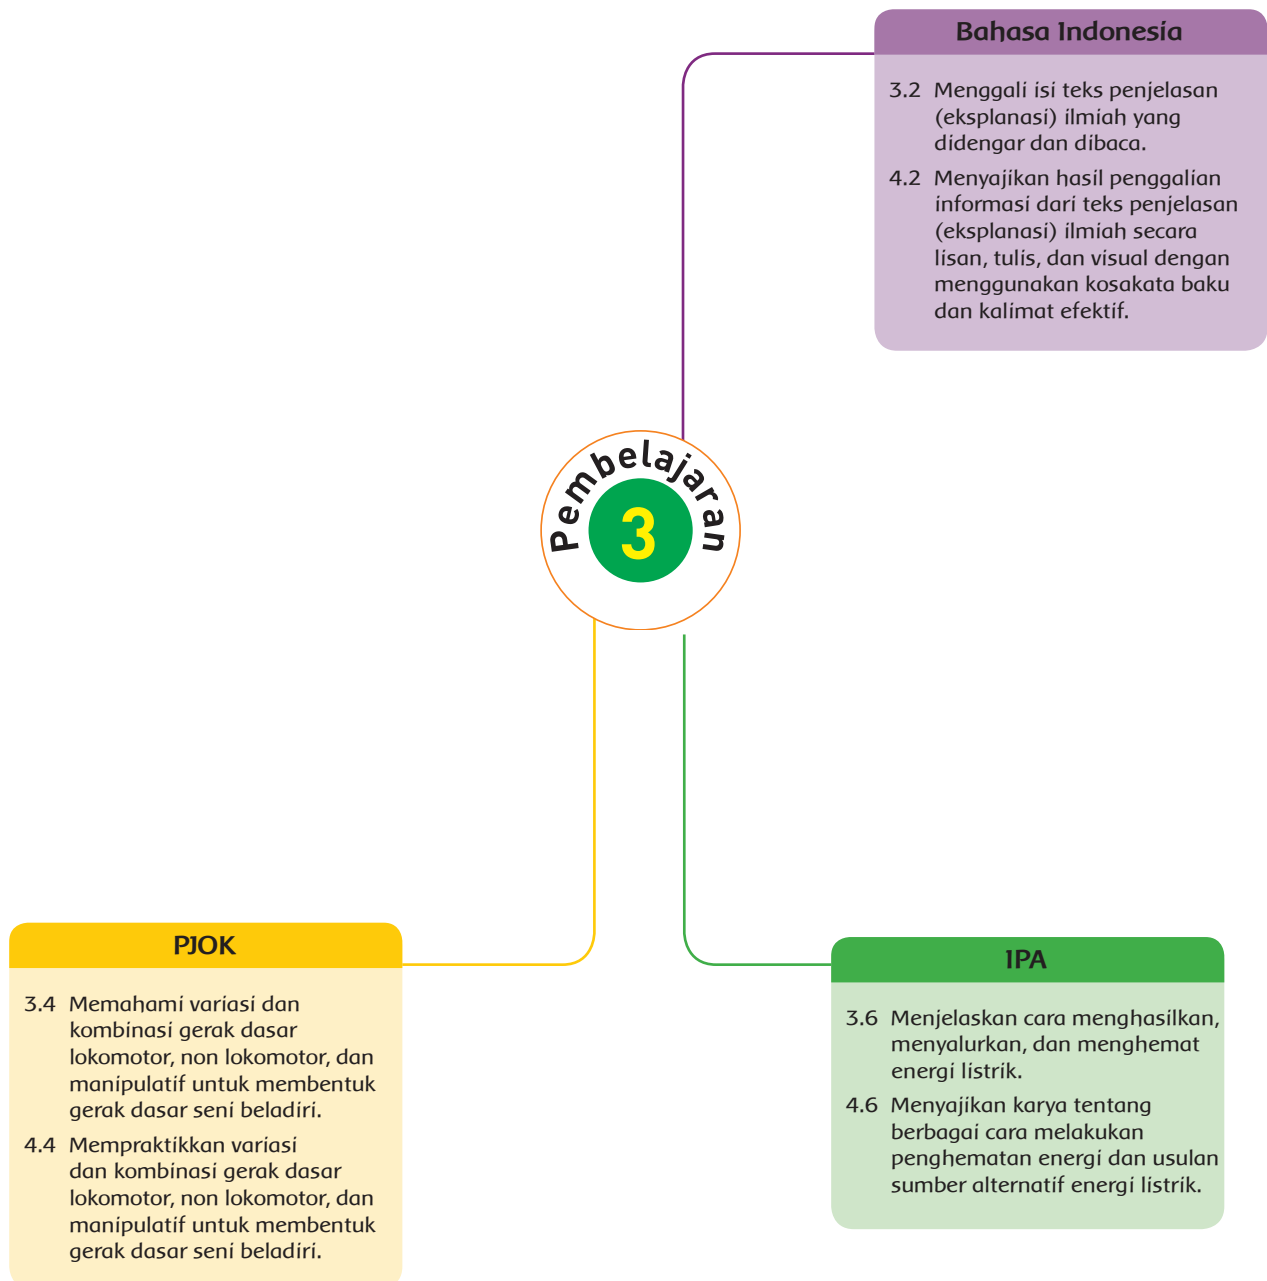 Bahasa Indonesia
3.2 Menggali isi teks penjelasan
(eksplanasi) ilmiah yang
didengar dan dibaca.
4.2 Menyajikan hasil penggalian
informasi dari teks penjelasan
(eksplanasi) ilmiah secara
lisan, tulis, dan visual dengan
menggunakan kosakata baku
dan kalimat efektif.
Pembelajaran
3
PJOK
3.4 Memahami variasi dan
kombinasi gerak dasar
lokomotor, non lokomotor, dan
manipulatif untuk membentuk
gerak dasar seni beladiri.
4.4 Mempraktikkan variasi
dan kombinasi gerak dasar
lokomotor, non lokomotor, dan
manipulatif untuk membentuk
gerak dasar seni beladiri.
IPA
3.6 Menjelaskan cara menghasilkan,
menyalurkan, dan menghemat
energi listrik.
4.6 Menyajikan karya tentang
berbagai cara melakukan
penghematan energi dan usulan
sumber alternatif energi listrik.